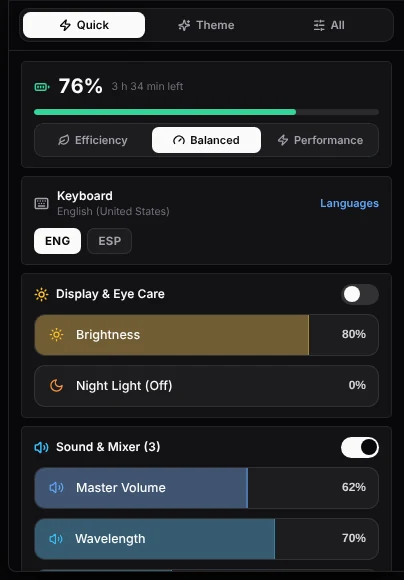 Quick
Theme
All
76% 3 h 34 min left
Efficiency
Balanced
Performance
Keyboard
English (United States)
Languages
ENG
ESP
Display & Eye Care
Brightness 80%
Night Light (Off) 0%
Sound & Mixer (3)
Master Volume 62%
Wavelength 70%